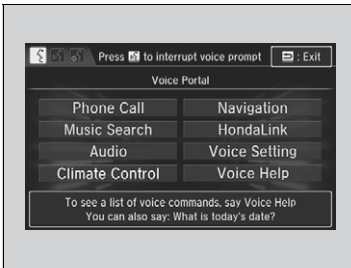 Press to interrupt voice prompt : Exit
Voice Portal
Phone Call Navigation
Music Search HondaLink
Audio Voice Setting
Climate Control Voice Help
To see a list of voice commands, say Voice Help
You can also say: What is today's date?